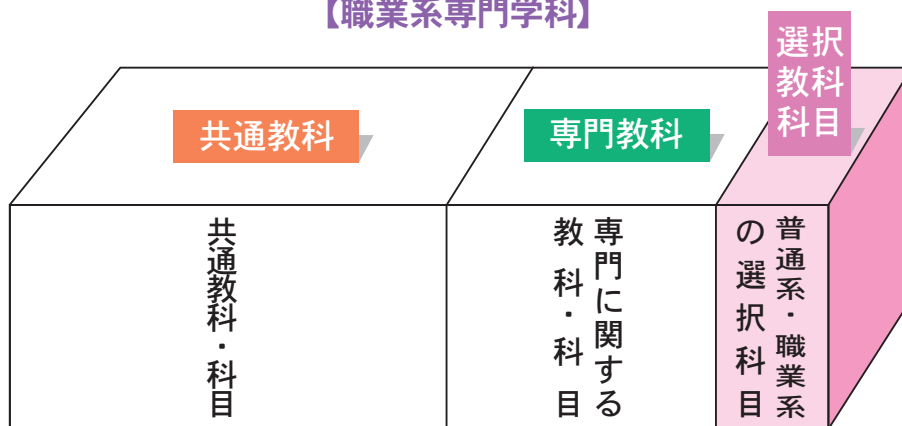 【職業系専門学科】
選択
教科
科目
共通教科
専門教科
共通教科・科目
専門に関する
教科・科目
普通系・職業系
の選択科目